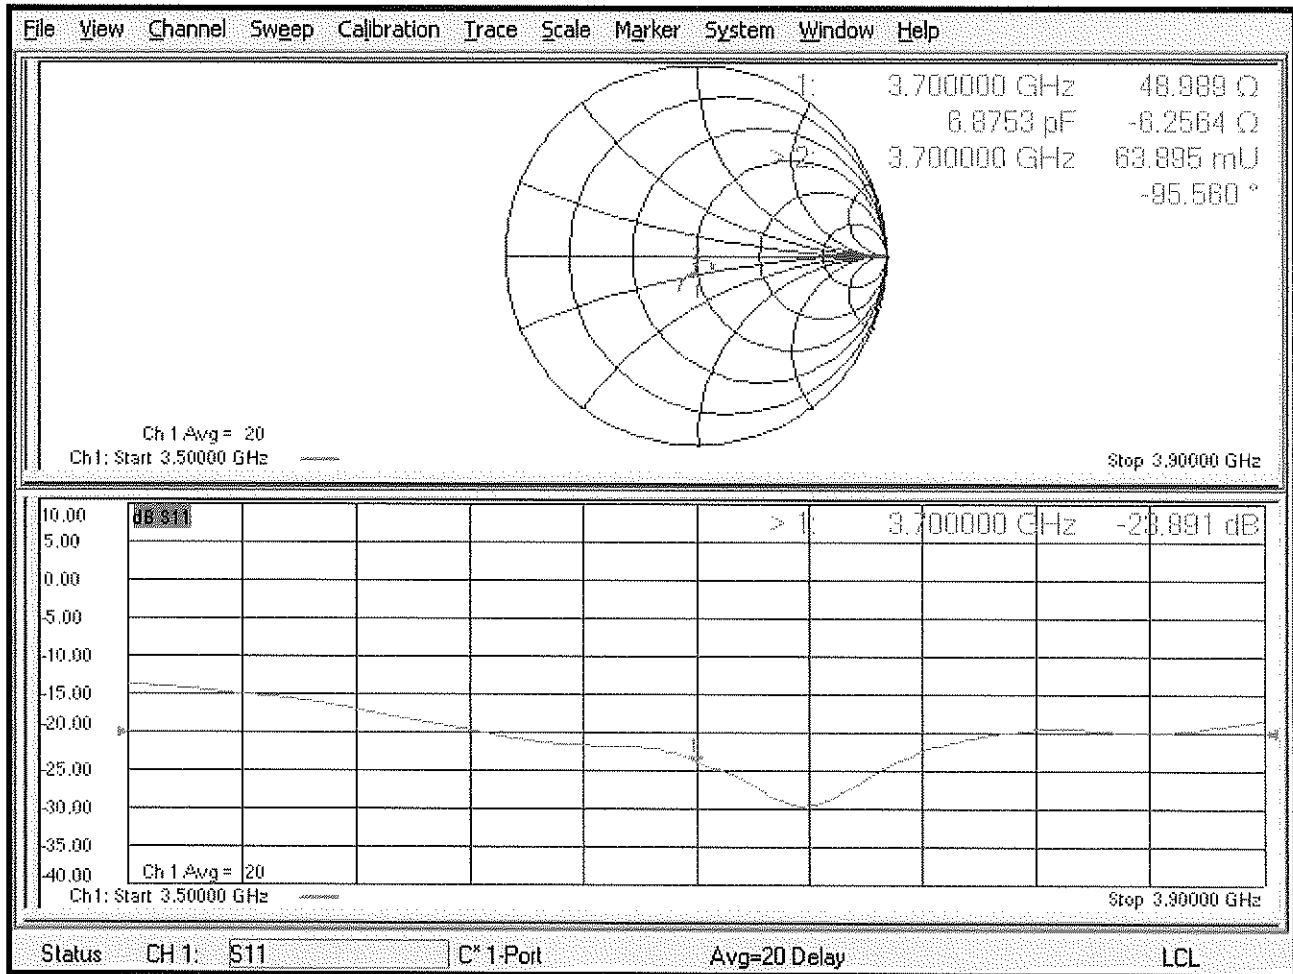 File View Channel Sweep Calibration Trace Scale Marker System Window Help
1: 3.700000 GHz 48.989 Ω
6.8753 pF -6.2564 Ω
> 2: 3.700000 GHz 63.895 mU
-95.560 °
Ch 1 Avg = 20
Ch1: Start 3.50000 GHz
Stop 3.90000 GHz
10.00
dB S11
> 1: 3.700000 GHz -23.891 dB
5.00
0.00
-5.00
-10.00
-15.00
-20.00
-25.00
-30.00
-35.00
-40.00
Ch 1 Avg = 20
Ch1: Start 3.50000 GHz
Stop 3.90000 GHz
Status CH 1: S11 C* 1-Port Avg=20 Delay LCL